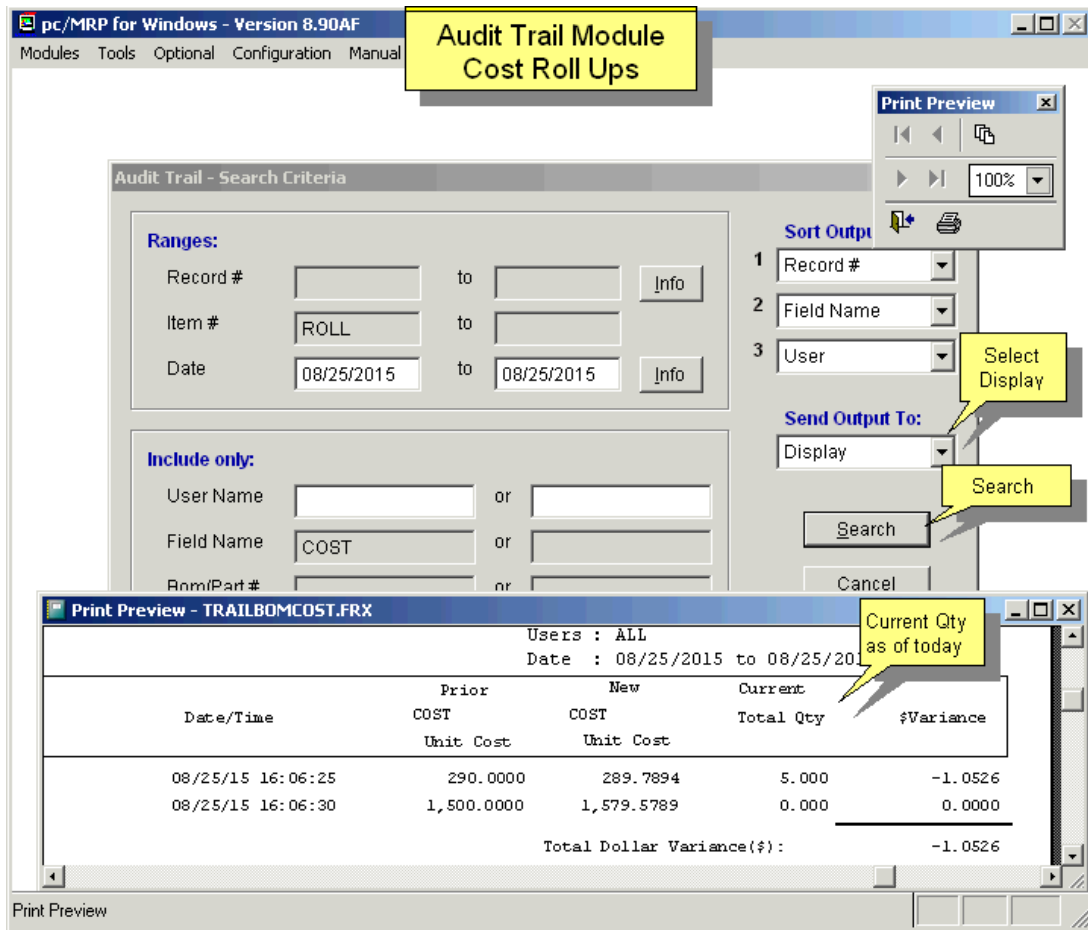 pc/MRP for Windows - Version 8.90AF
Audit Trail Module
Cost Roll Ups
Modules Tools Optional Configuration Manual
Print Preview
100%
Audit Trail - Search Criteria
Ranges:
Record # to Info
Item # ROLL to
Date 08/25/2015 to 08/25/2015 Info
Sort Outpu
1 Record #
2 Field Name
3 User
Select
Display
Send Output To:
Display
Search
Search
Cancel
Include only:
User Name or
Field Name COST or
Bom/Part # or
Print Preview - TRAILBOMCOST.FRX
Current Qty
as of today
Users : ALL
Date : 08/25/2015 to 08/25/201
Prior New Current
Date/Time COST COST Total Qty $Variance
Unit Cost Unit Cost
08/25/15 16:06:25 290.0000 289.7894 5.000 -1.0526
08/25/15 16:06:30 1,500.0000 1,579.5789 0.000 0.0000
Total Dollar Variance($): -1.0526
Print Preview